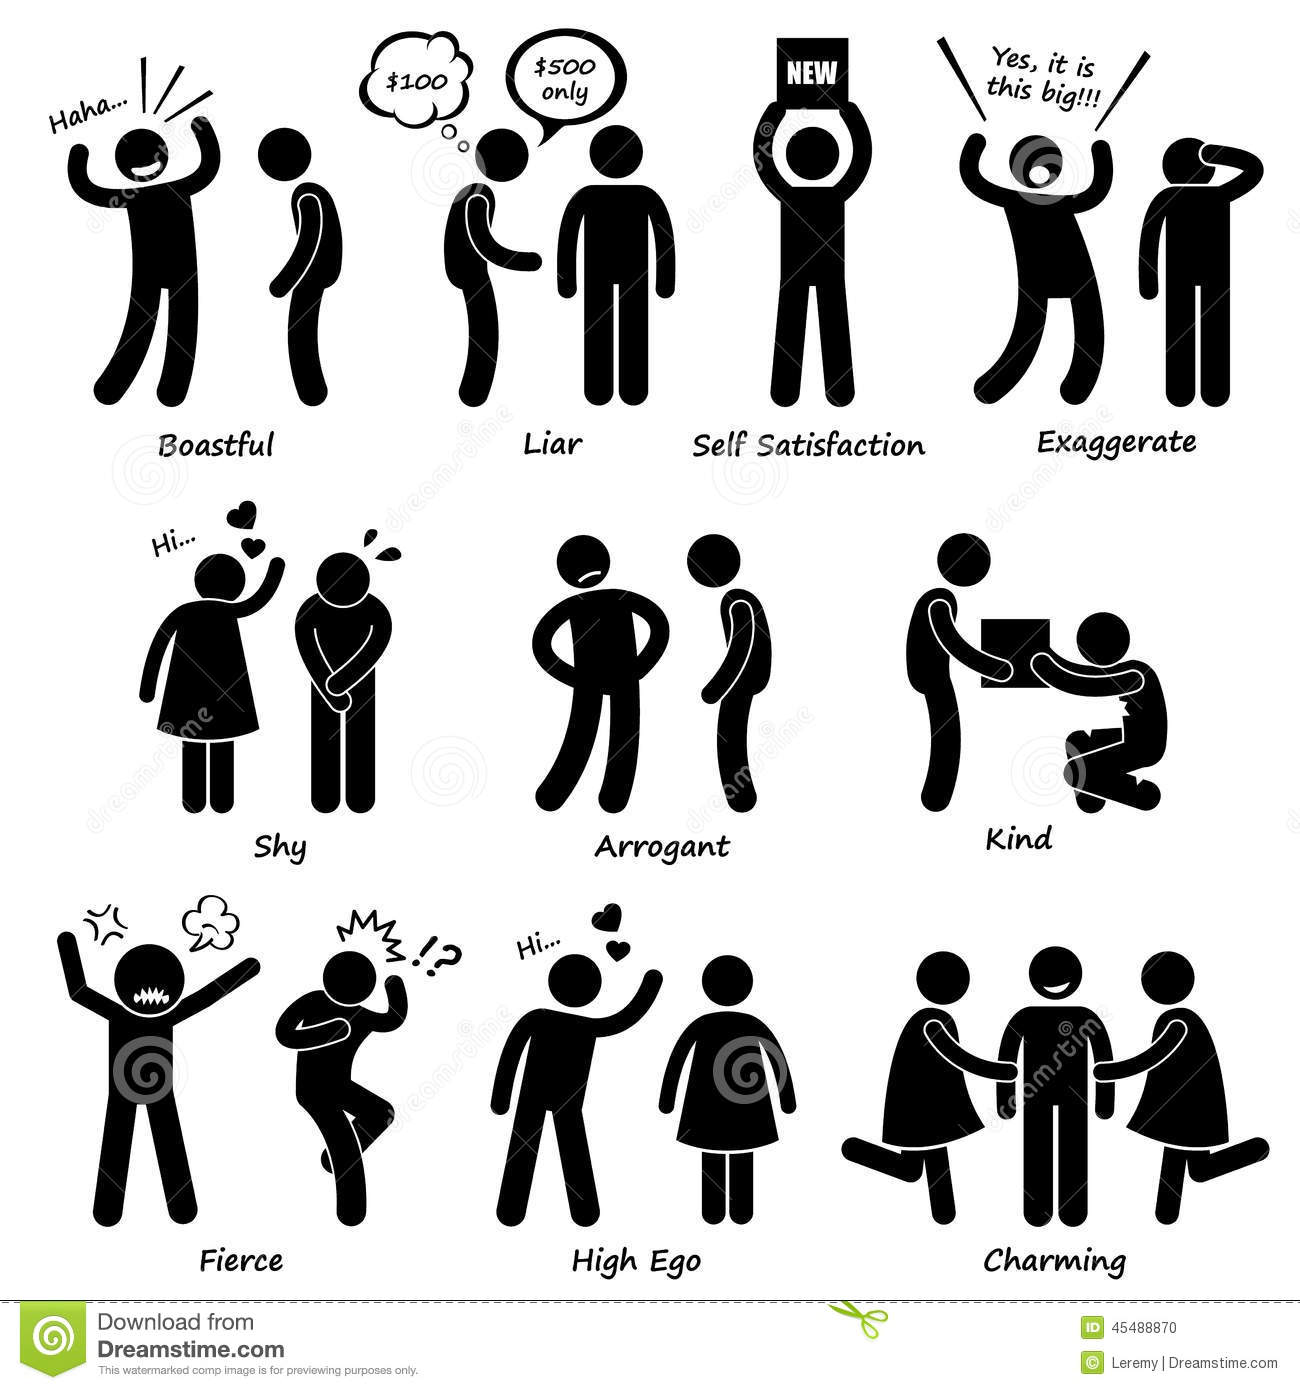 Haha...
$100
$500
only
NEW
Yes, it is
this big!!!
Boastful
Liar
Self Satisfaction
Exaggerate
Hi...
Shy
Arrogant
Kind
!?
Hi...
Fierce
High Ego
Charming
Download from
Dreamstime.com
This watermarked comp image is for previewing purposes only.
ID 45488870
© Leremy | Dreamstime.com